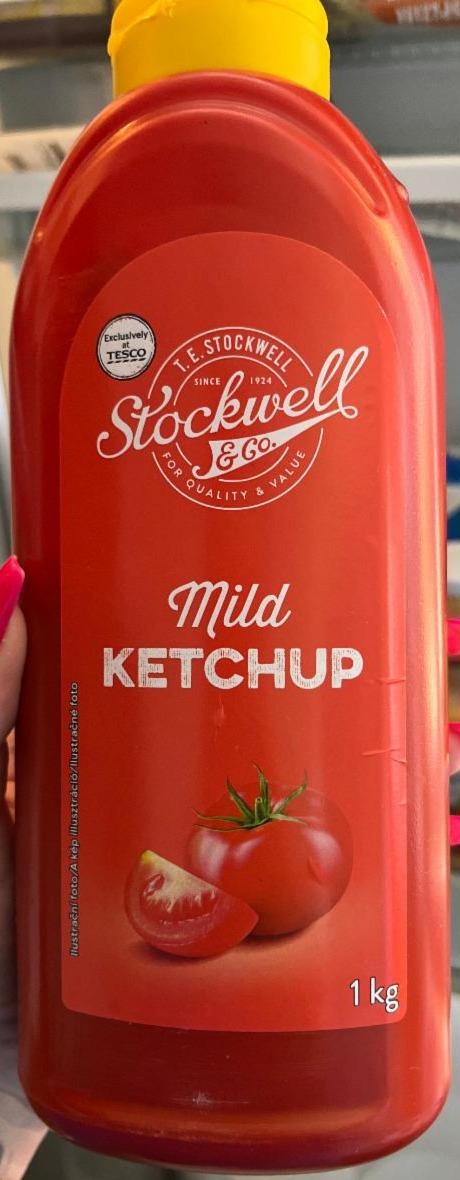 Exclusively
at
TESCO
T.E. STOCKWELL
SINCE 1924
Stockwell
& Co.
FOR QUALITY & VALUE
Mild
KETCHUP
Ilustrační foto/A kép illusztráció/Ilustračné foto
1 kg